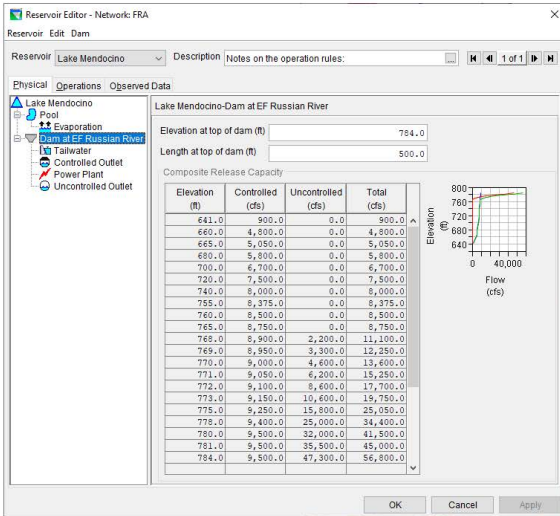 Reservoir Editor - Network: FRA
Reservoir Edit Dam
Reservoir Lake Mendocino Description Notes on the operation rules: ... 1 of 1
Physical Operations Observed Data
Lake Mendocino
Pool
Evaporation
Dam at EF Russian River
Tailwater
Controlled Outlet
Power Plant
Uncontrolled Outlet
Lake Mendocino-Dam at EF Russian River
Elevation at top of dam (ft) 784.0
Length at top of dam (ft) 500.0
Composite Release Capacity
Elevation (ft) Controlled (cfs) Uncontrolled (cfs) Total (cfs)
641.0 900.0 0.0 900.0
660.0 4,800.0 0.0 4,800.0
665.0 5,050.0 0.0 5,050.0
680.0 5,800.0 0.0 5,800.0
700.0 6,700.0 0.0 6,700.0
720.0 7,500.0 0.0 7,500.0
740.0 8,000.0 0.0 8,000.0
755.0 8,375.0 0.0 8,375.0
760.0 8,500.0 0.0 8,500.0
765.0 8,750.0 0.0 8,750.0
768.0 8,900.0 2,200.0 11,100.0
769.0 8,950.0 3,300.0 12,250.0
770.0 9,000.0 4,600.0 13,600.0
771.0 9,050.0 6,200.0 15,250.0
772.0 9,100.0 8,600.0 17,700.0
773.0 9,150.0 10,600.0 19,750.0
775.0 9,250.0 15,800.0 25,050.0
778.0 9,400.0 25,000.0 34,400.0
780.0 9,500.0 32,000.0 41,500.0
781.0 9,500.0 35,500.0 45,000.0
784.0 9,500.0 47,300.0 56,800.0
Elevation (ft)
800
760
720
680
640
0 40,000
Flow
(cfs)
OK Cancel Apply